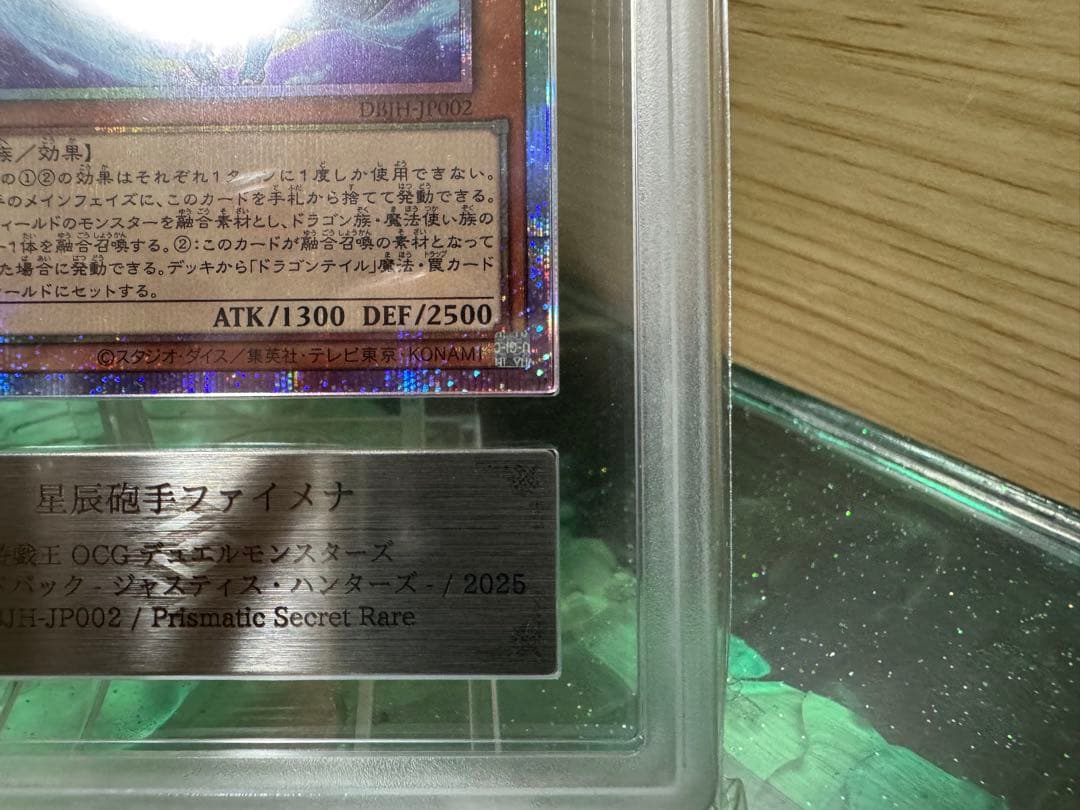 DBJH-JP002
族／効果】
の①②の効果はそれぞれ1ターンに1度しか使用できない。
のメインフェイズに、このカードを手札から捨てて発動できる。
ィールドのモンスターを融合素材とし、ドラゴン族・魔法使い族の
1体を融合召喚する。②:このカードが融合召喚の素材となって
た場合に発動できる。デッキから「ドラゴンテイル」魔法・罠カード
ールドにセットする。
ATK/1300 DEF/2500
©スタジオ・ダイス／集英社・テレビ東京・KONAMI
星辰砲手ファイメナ
戯王 OCG デュエルモンスターズ
パック - ジャスティス・ハンターズ - / 2025
BJH-JP002 / Prismatic Secret Rare